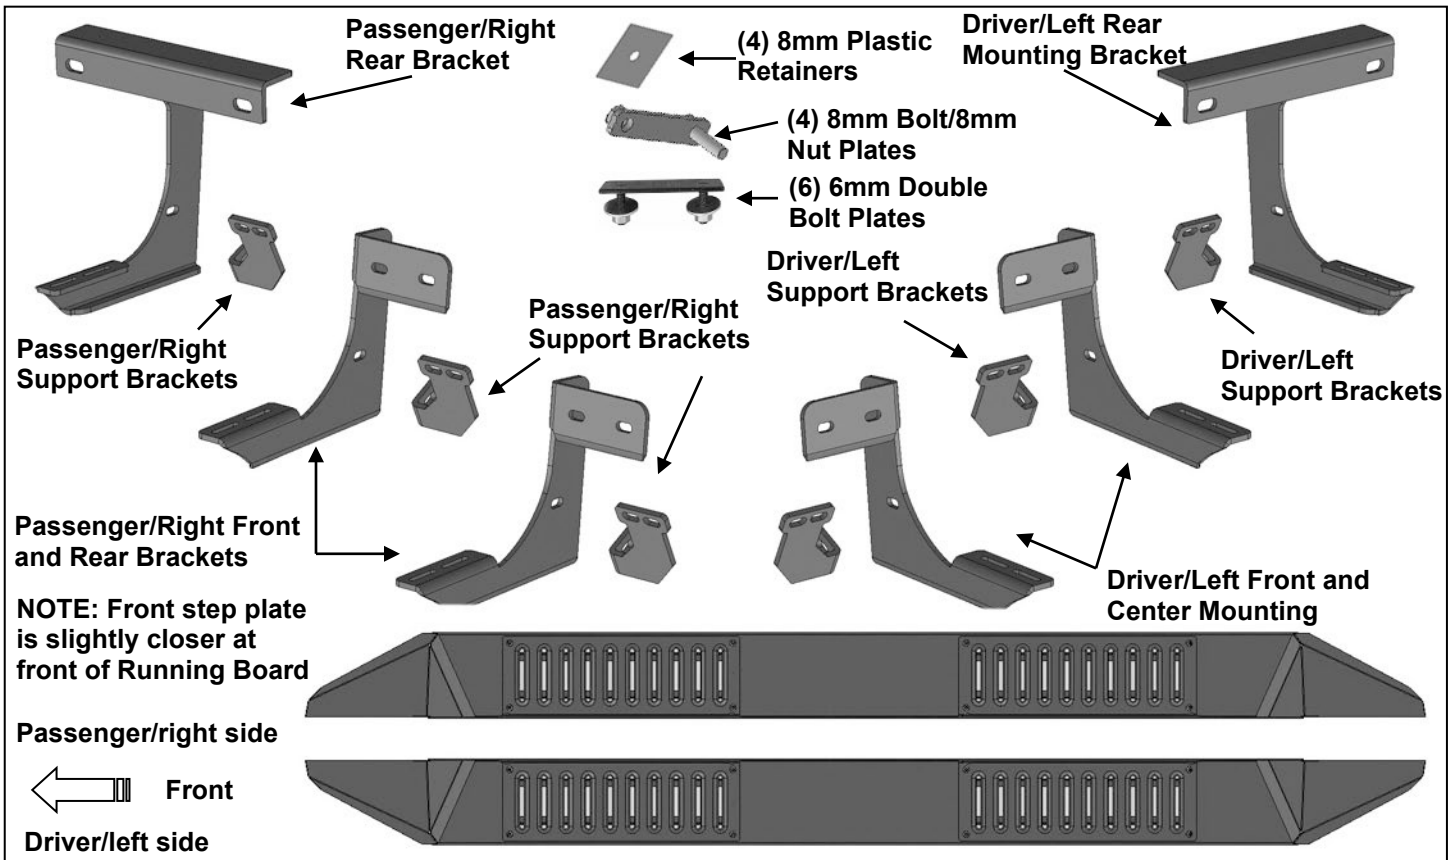 Passenger/Right
Rear Bracket
(4) 8mm Plastic
Retainers
Driver/Left Rear
Mounting Bracket
(4) 8mm Bolt/8mm
Nut Plates
(6) 6mm Double
Bolt Plates
Driver/Left
Support Brackets
Passenger/Right
Support Brackets
Passenger/Right
Support Brackets
Driver/Left
Support Brackets
Passenger/Right Front
and Rear Brackets
Driver/Left Front and
Center Mounting
NOTE: Front step plate
is slightly closer at
front of Running Board
Passenger/right side
Front
Driver/left side